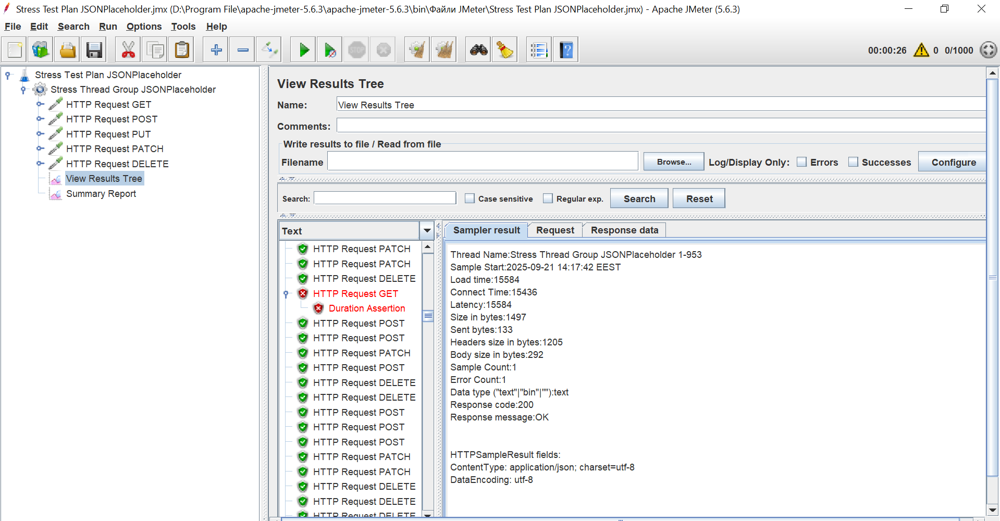 Stress Test Plan JSONPlaceholder.jmx (D:\Program File\apache-jmeter-5.6.3\apache-jmeter-5.6.3\bin\Файли JMeter\Stress Test Plan JSONPlaceholder.jmx) - Apache JMeter (5.6.3)
File Edit Search Run Options Tools Help
STOP
00:00:26 0 0/1000
Stress Test Plan JSONPlaceholder
Stress Thread Group JSONPlaceholder
HTTP Request GET
HTTP Request POST
HTTP Request PUT
HTTP Request PATCH
HTTP Request DELETE
View Results Tree
Summary Report
View Results Tree
Name: View Results Tree
Comments:
Write results to file / Read from file
Filename Browse... Log/Display Only: Errors Successes Configure
Search: Case sensitive Regular exp. Search Reset
Text
HTTP Request PATCH
HTTP Request PATCH
HTTP Request DELETE
HTTP Request GET
Duration Assertion
HTTP Request POST
HTTP Request POST
HTTP Request PATCH
HTTP Request POST
HTTP Request DELETE
HTTP Request DELETE
HTTP Request POST
HTTP Request POST
HTTP Request POST
HTTP Request PATCH
HTTP Request PATCH
HTTP Request DELETE
HTTP Request DELETE
HTTP Request DELETE
Sampler result Request Response data
Thread Name:Stress Thread Group JSONPlaceholder 1-953
Sample Start:2025-09-21 14:17:42 EEST
Load time:15584
Connect Time:15436
Latency:15584
Size in bytes:1497
Sent bytes:133
Headers size in bytes:1205
Body size in bytes:292
Sample Count:1
Error Count:1
Data type ("text"|"bin"|""):text
Response code:200
Response message:OK
HTTPSampleResult fields:
ContentType: application/json; charset=utf-8
DataEncoding: utf-8